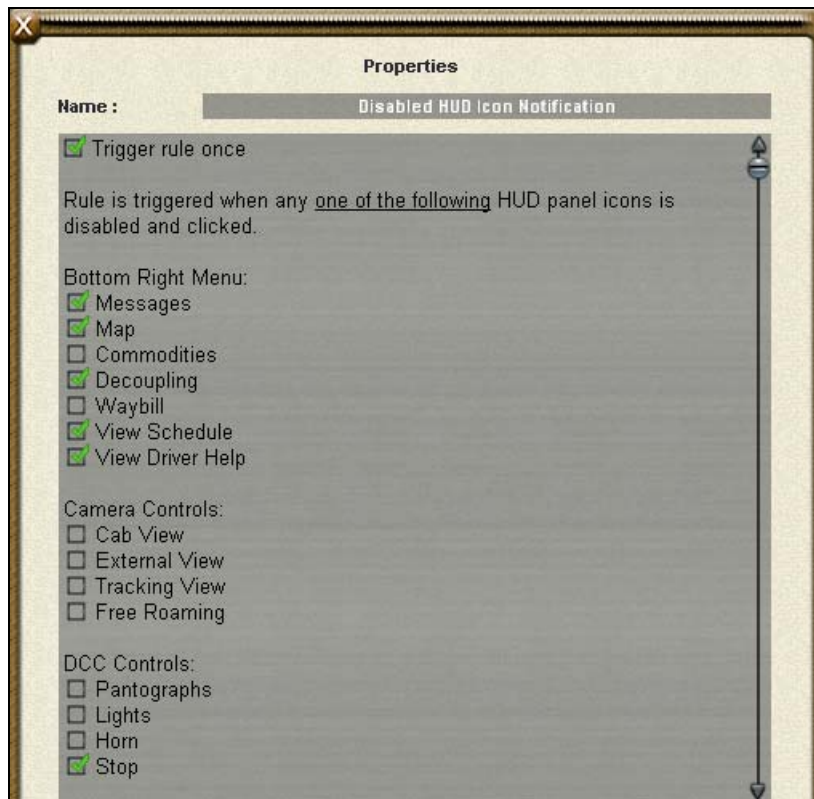 X
Properties
Name : Disabled HUD Icon Notification
Trigger rule once
Rule is triggered when any one of the following HUD panel icons is
disabled and clicked.
Bottom Right Menu:
Messages
Map
Commodities
Decoupling
Waybill
View Schedule
View Driver Help
Camera Controls:
Cab View
External View
Tracking View
Free Roaming
DCC Controls:
Pantographs
Lights
Horn
Stop